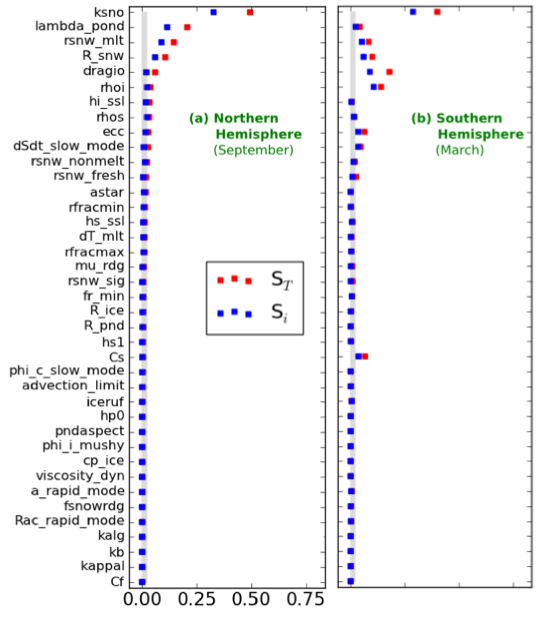 ksno
lambda_pond
rsnw_mlt
R_snw
dragio
rhoi
hi_ssl
rhos
ecc
dSdt_slow_mode
rsnw_nonmelt
rsnw_fresh
astar
rfracmin
hs_ssl
dT_mlt
rfracmax
mu_rdg
rsnw_sig
fr_min
R_ice
R_pnd
hs1
Cs
phi_c_slow_mode
advection_limit
iceruf
hp0
pndaspect
phi_i_mushy
cp_ice
viscosity_dyn
a_rapid_mode
fsnowrdg
Rac_rapid_mode
kalg
kb
kappal
Cf
0.00 0.25 0.50 0.75
(a) Northern
Hemisphere
(September)
S_T
S_i
(b) Southern
Hemisphere
(March)